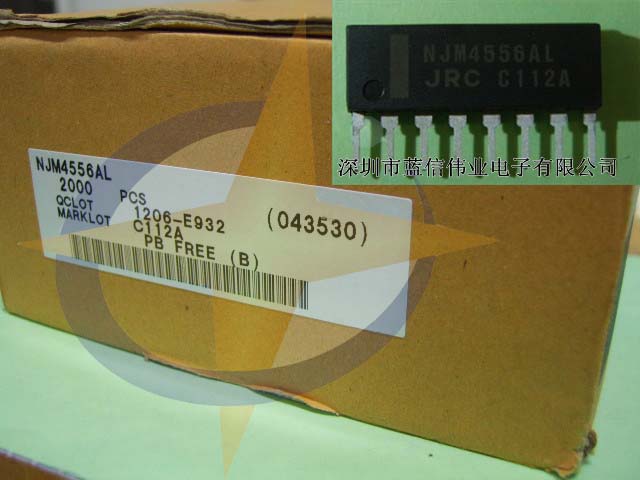 NJM4556AL
JRC C112A
深圳市蓝信伟业电子有限公司
NJM4556AL
2000 PCS
QCLOT 1206-E932 (043530)
MARKLOT C112A
PB FREE (B)